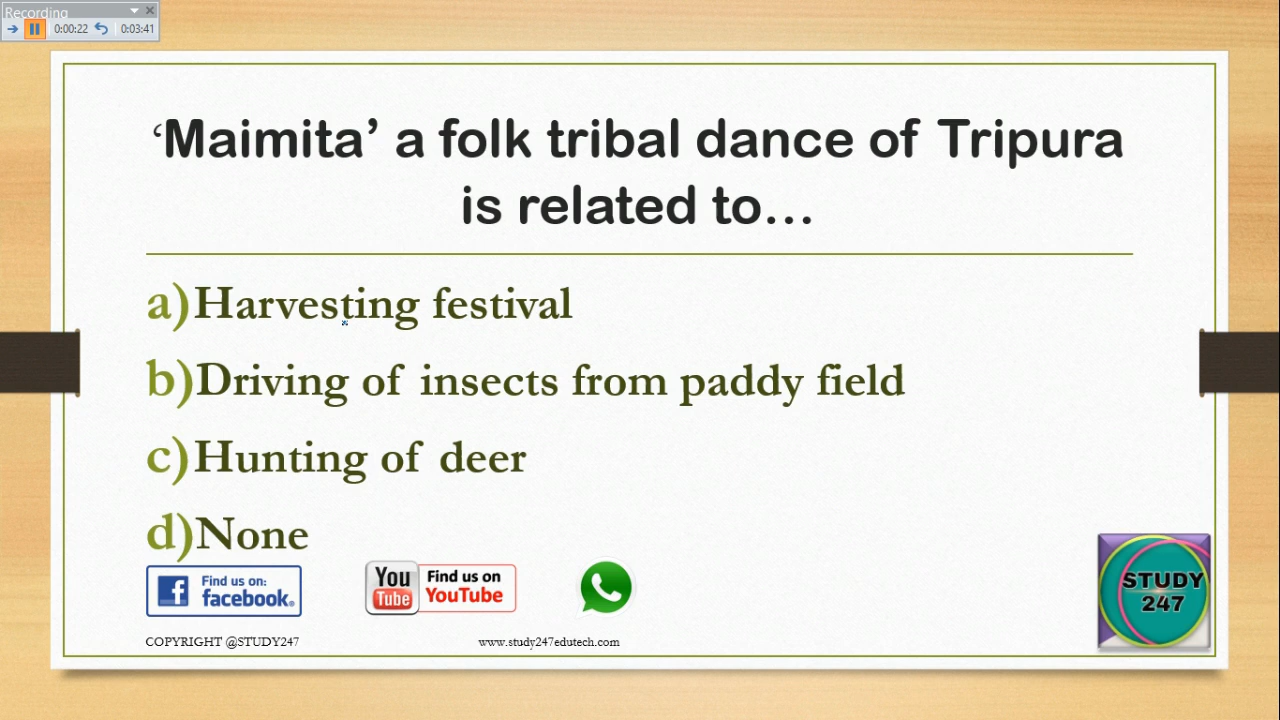 Recording
0:00:22 0:03:41
‘Maimita’ a folk tribal dance of Tripura
is related to…
a)Harvesting festival
b)Driving of insects from paddy field
c)Hunting of deer
d)None
Find us on:
facebook.
You
Tube
Find us on
YouTube
STUDY
247
COPYRIGHT @STUDY247 www.study247edutech.com